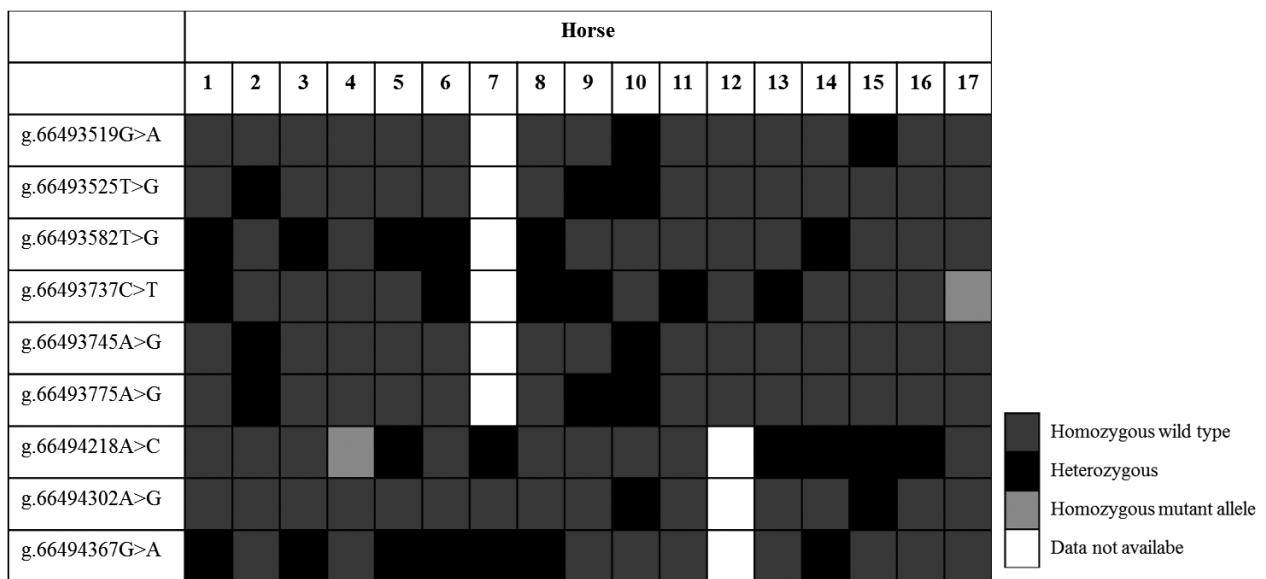 Horse
1 2 3 4 5 6 7 8 9 10 11 12 13 14 15 16 17
g.66493519G>A
g.66493525T>G
g.66493582T>G
g.66493737C>T
g.66493745A>G
g.66493775A>G
g.66494218A>C
g.66494302A>G
g.66494367G>A
Homozygous wild type
Heterozygous
Homozygous mutant allele
Data not availabe